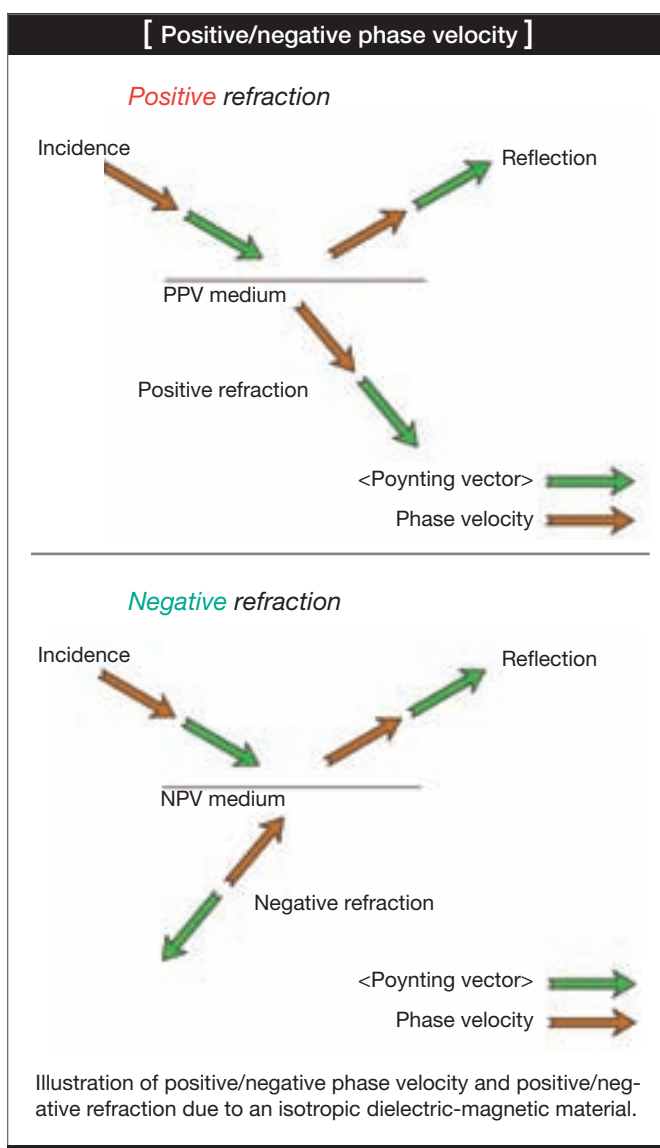 [ Positive/negative phase velocity ]
Positive refraction
Incidence
Reflection
PPV medium
Positive refraction
<Poynting vector>
Phase velocity
Negative refraction
Incidence
Reflection
NPV medium
Negative refraction
<Poynting vector>
Phase velocity
Illustration of positive/negative phase velocity and positive/neg-
ative refraction due to an isotropic dielectric-magnetic material.